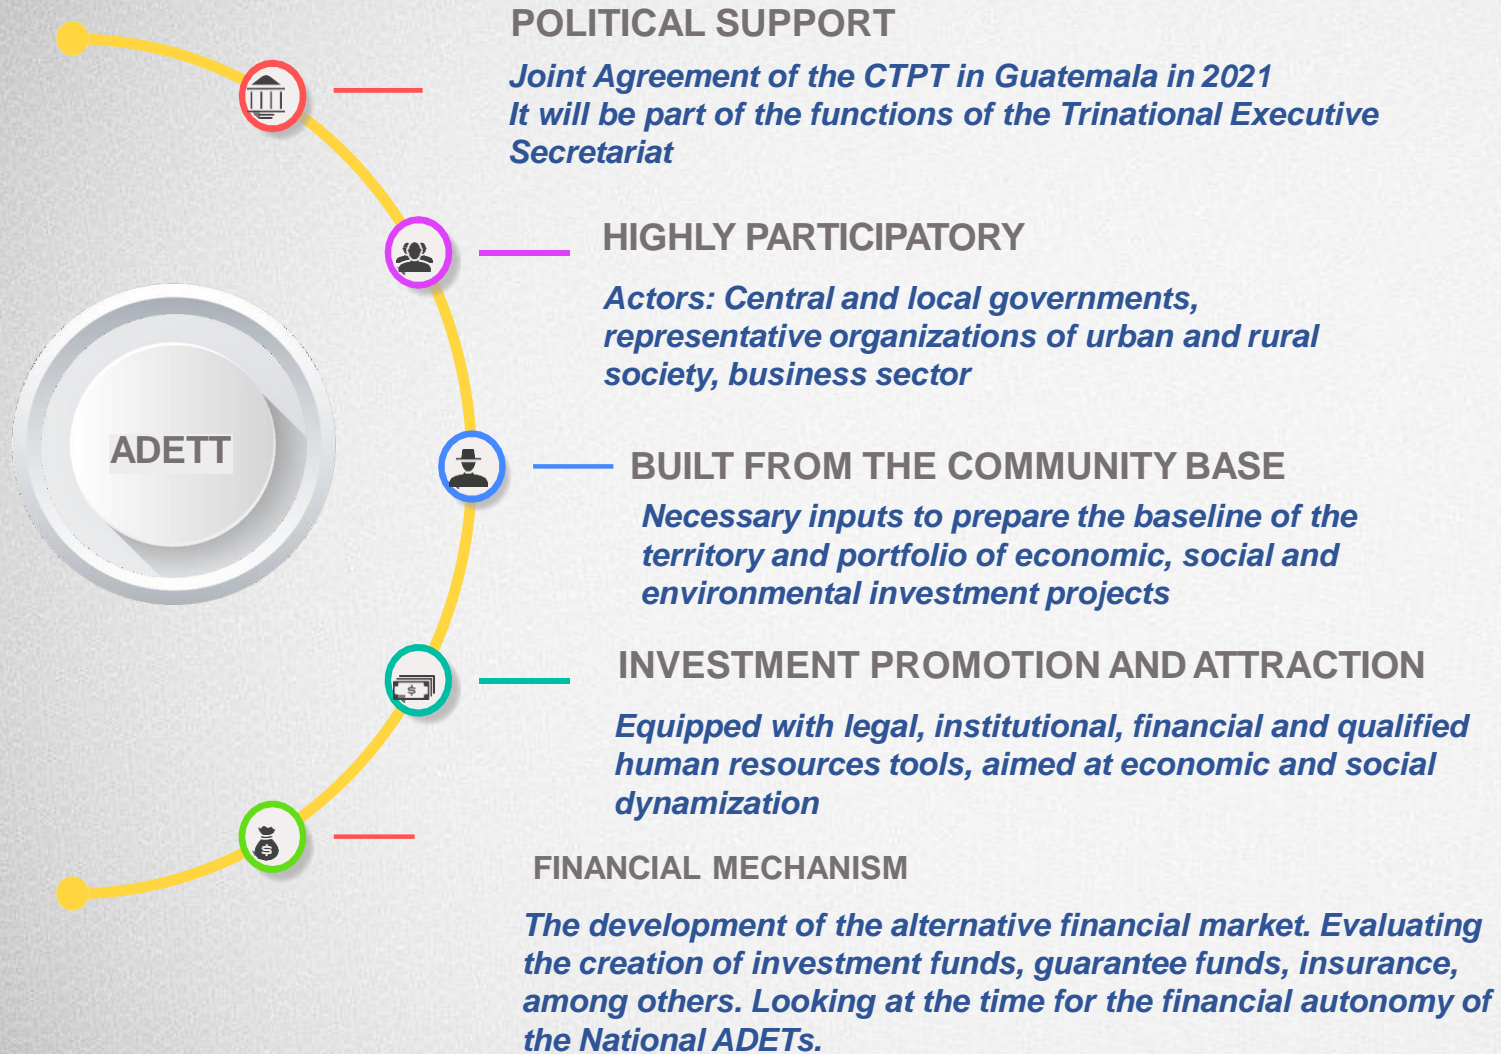 POLITICAL SUPPORT
Joint Agreement of the CTPT in Guatemala in 2021
It will be part of the functions of the Trinational Executive
Secretariat
HIGHLY PARTICIPATORY
Actors: Central and local governments,
representative organizations of urban and rural
society, business sector
ADETT
BUILT FROM THE COMMUNITY BASE
Necessary inputs to prepare the baseline of the
territory and portfolio of economic, social and
environmental investment projects
INVESTMENT PROMOTION AND ATTRACTION
Equipped with legal, institutional, financial and qualified
human resources tools, aimed at economic and social
dynamization
FINANCIAL MECHANISM
The development of the alternative financial market. Evaluating
the creation of investment funds, guarantee funds, insurance,
among others. Looking at the time for the financial autonomy of
the National ADETs.